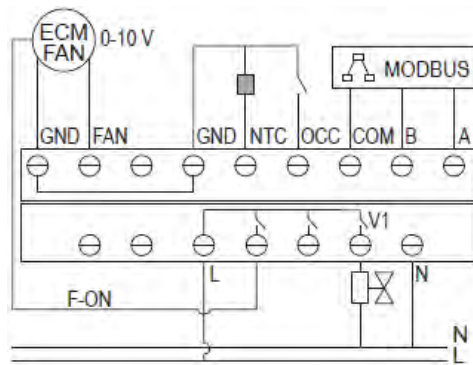 ECM
FAN
0-10 V
MODBUS
GND FAN GND NTC OCC COM B A
V1
L N
F-ON
N
L